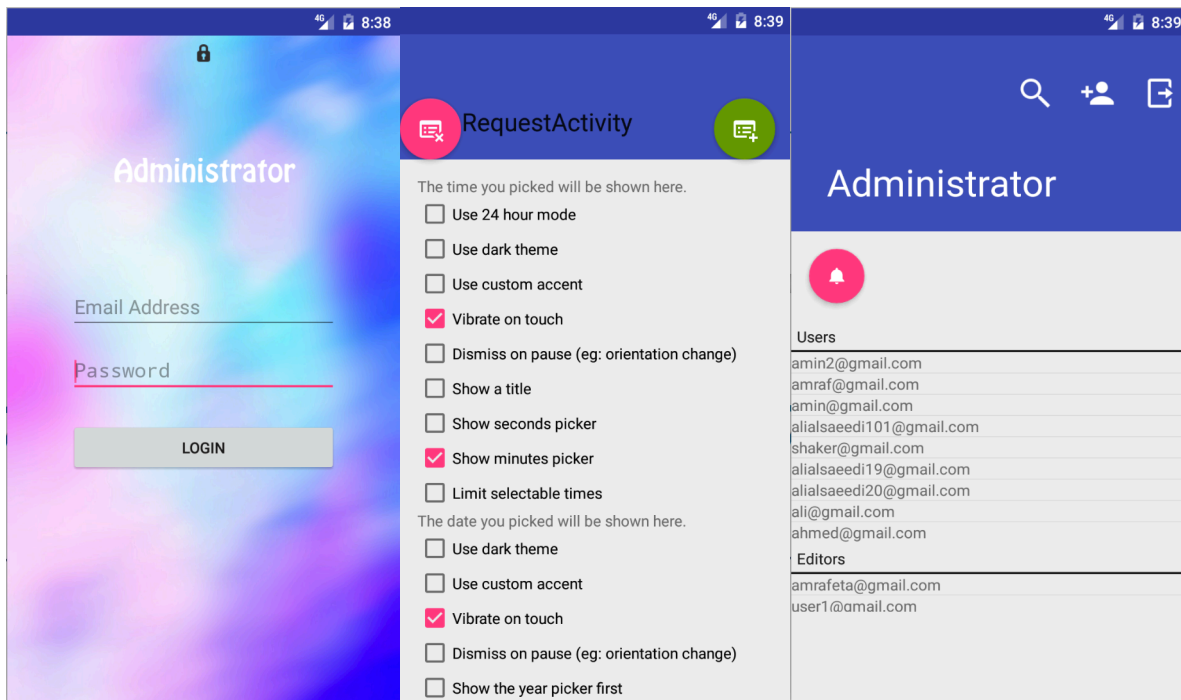 4G 8:38
Administrator
Email Address
Password
LOGIN
4G 8:39
RequestActivity
The time you picked will be shown here.
Use 24 hour mode
Use dark theme
Use custom accent
Vibrate on touch
Dismiss on pause (eg: orientation change)
Show a title
Show seconds picker
Show minutes picker
Limit selectable times
The date you picked will be shown here.
Use dark theme
Use custom accent
Vibrate on touch
Dismiss on pause (eg: orientation change)
Show the year picker first
4G 8:39
Administrator
Users
amin2@gmail.com
amraf@gmail.com
amin@gmail.com
alialsaeedi101@gmail.com
shaker@gmail.com
alialsaeedi19@gmail.com
alialsaeedi20@gmail.com
ali@gmail.com
ahmed@gmail.com
Editors
amrafeta@gmail.com
user1@gmail.com